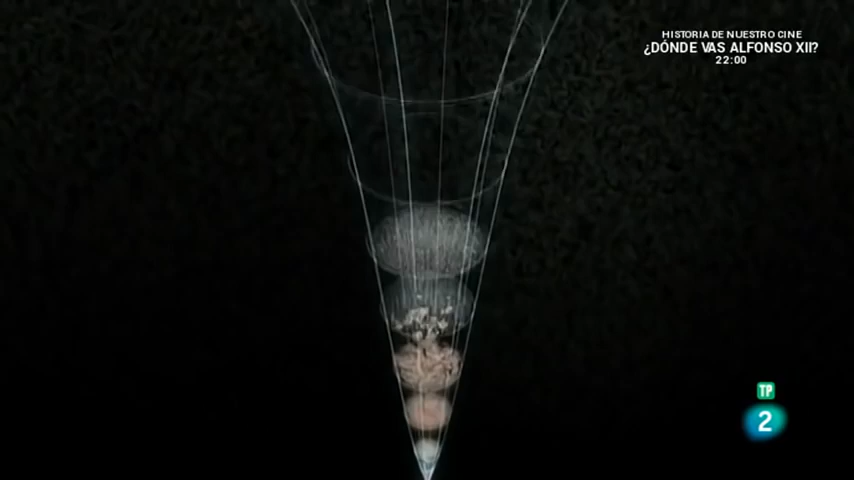 HISTORIA DE NUESTRO CINE
¿DÓNDE VAS ALFONSO XII?
22:00
TP
2